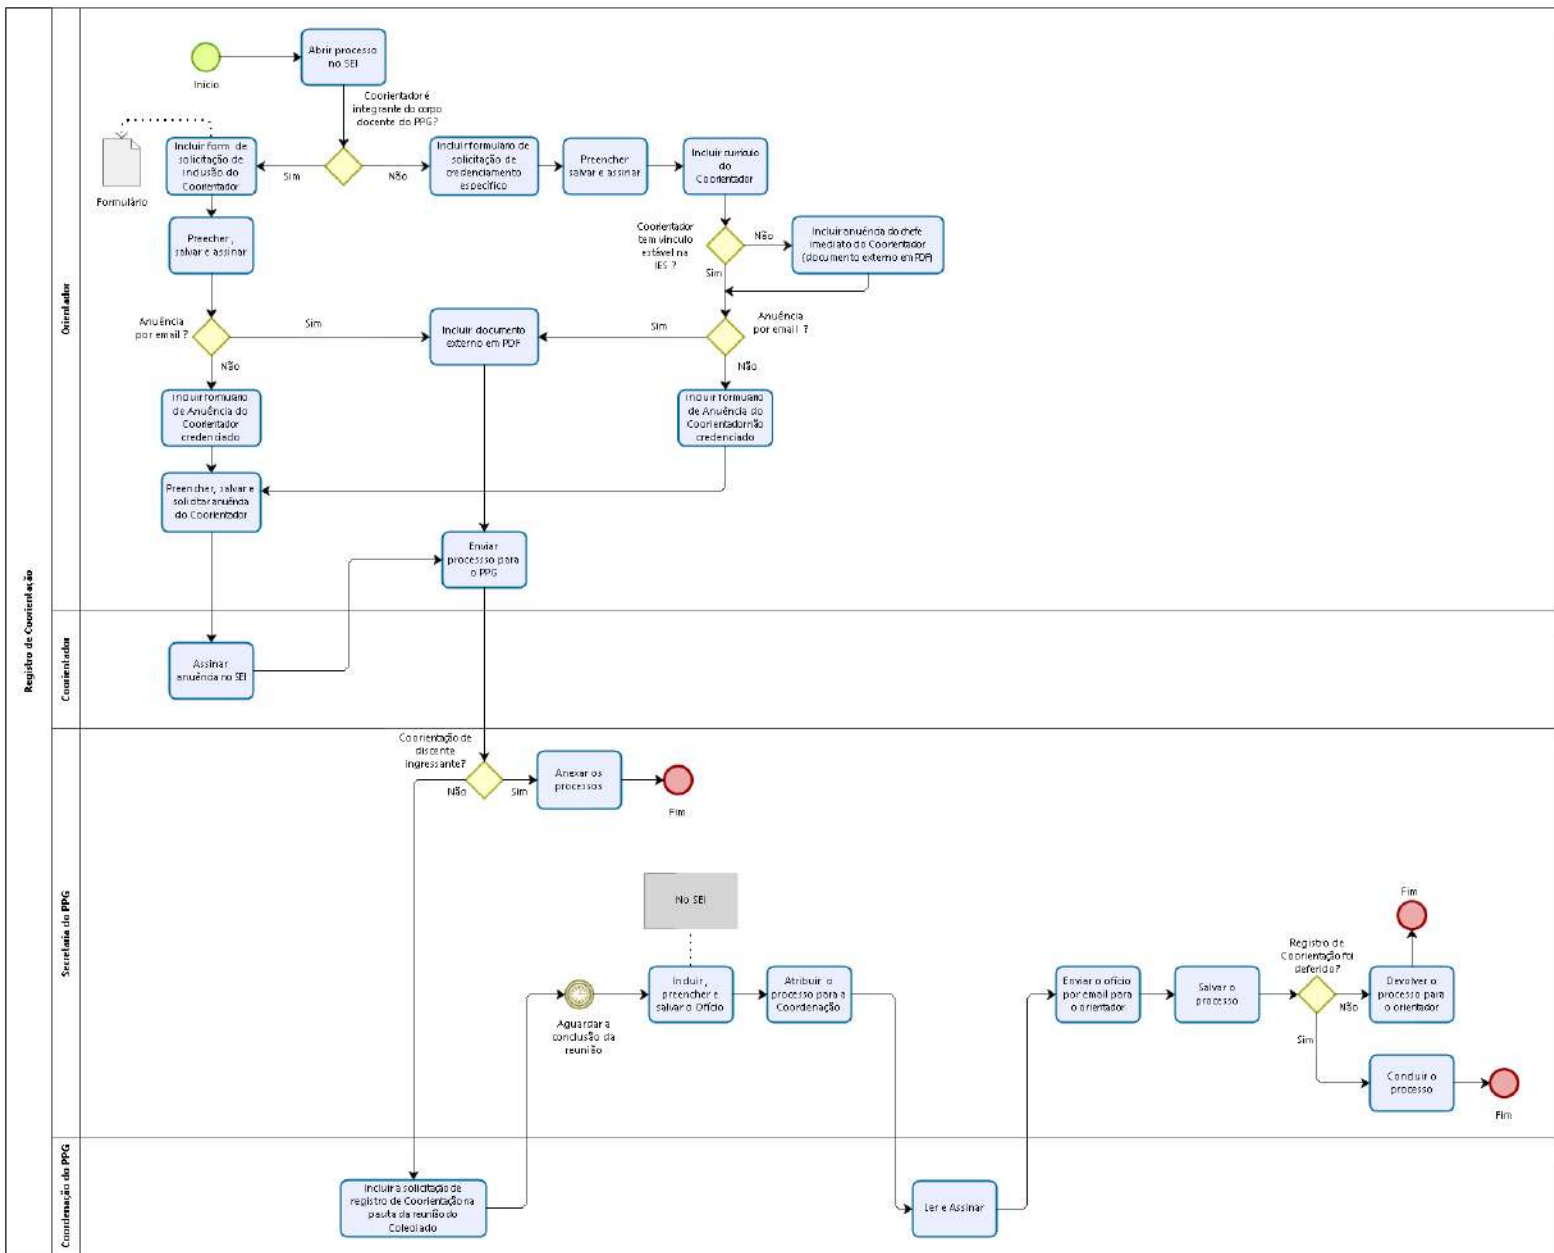 Registro de Coorientação
Orientador
Início
Abrir processo
no SEI
Coorientador é
integrante do corpo
docente do PPG?
Formulário
Incluir form de
solicitação de
inclusão do
Coorientador
Sim
Não
Incluir formulário de
solicitação de
credenciamento
específico
Preencher
salvar e assinar
Incluir currículo
do
Coorientador
Preecher ,
salvar e assinar
Coorientador
tem vínculo
estável na
IES ?
Não
Sim
Incluir anuência do chefe
imediato do Coorientador
(documento externo em PDF)
Anuência
por email ?
Sim
Não
Incluir documento
externo em PDF
Sim
Anuência
por email ?
Não
Incluir formulário
de Anuência do
Coorientador
credenciado
Incluir formulário
de Anuência do
Coorientador não
credenciado
Preencher, salvar e
solicitar anuência
do Coorientador
Enviar
processso para
o PPG
Coorientador
Assinar
anuência no SEI
Secretaria do PPG
Coorientação de
discente
ingressante?
Não
Sim
Anexar os
processos
Fim
No SEI
Aguardar a
conclusão da
reunião
Incluir ,
preencher e
salvar o Ofício
Atribuir o
processo para a
Coordenação
Enviar o ofício
por email para
o orientador
Salvar o
processo
Registro de
Coorientação foi
deferido?
Não
Sim
Devolver o
processo para
o orientador
Fim
Concluir o
processo
Fim
Coordenação do PPG
Incluir a solicitação de
registro de Coorientação na
pauta da reunião do
Colegiado
Ler e Assinar